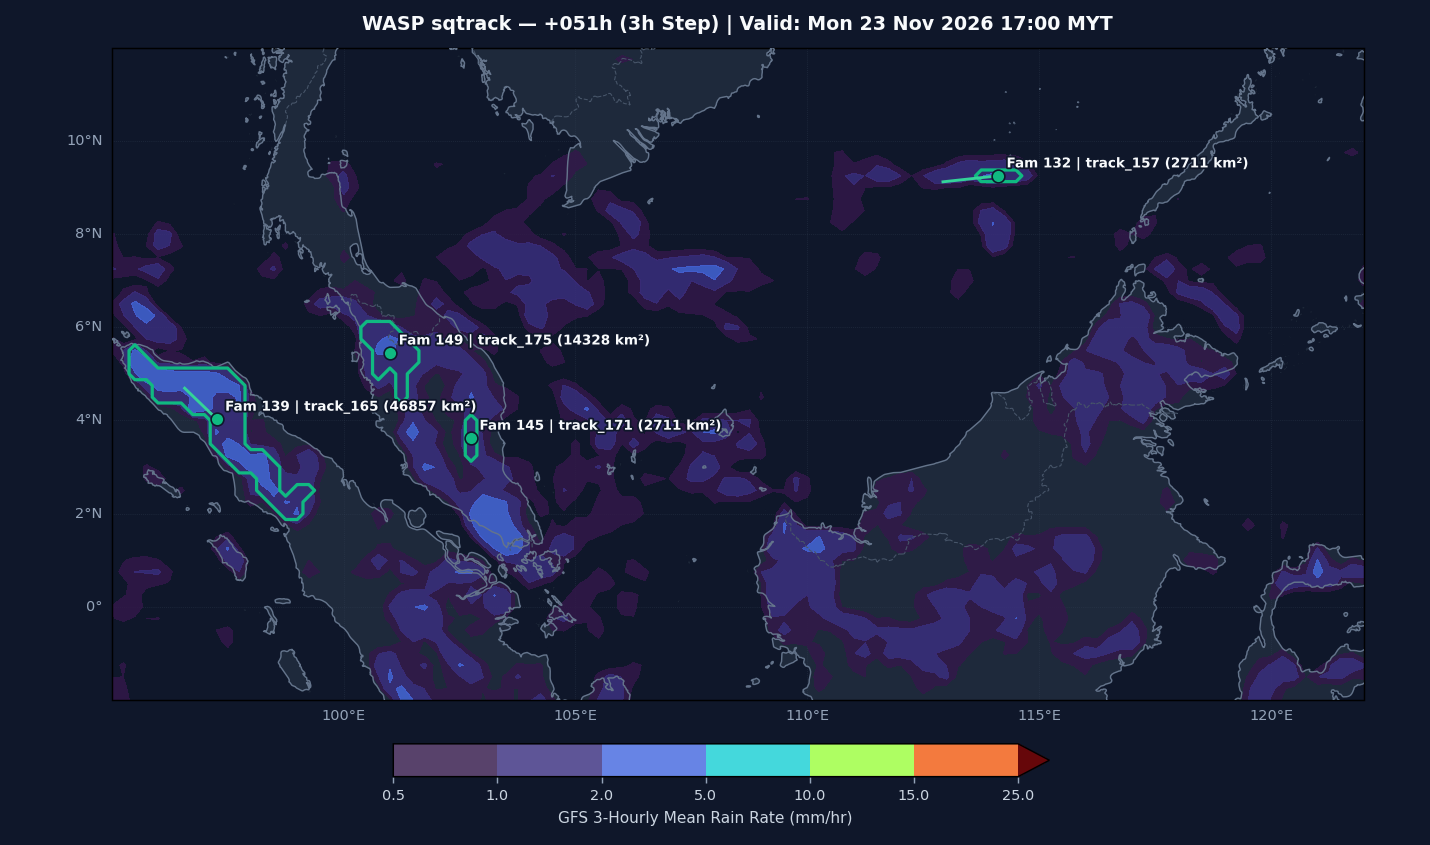 WASP sqtrack — +051h (3h Step) | Valid: Mon 23 Nov 2026 17:00 MYT
10°N
Fam 132 | track_157 (2711 km²)
8°N
6°N
Fam 149 | track_175 (14328 km²)
Fam 139 | track_165 (46857 km²)
4°N
Fam 145 | track_171 (2711 km²)
2°N
0°
100°E 105°E 110°E 115°E 120°E
0.5 1.0 2.0 5.0 10.0 15.0 25.0
GFS 3-Hourly Mean Rain Rate (mm/hr)